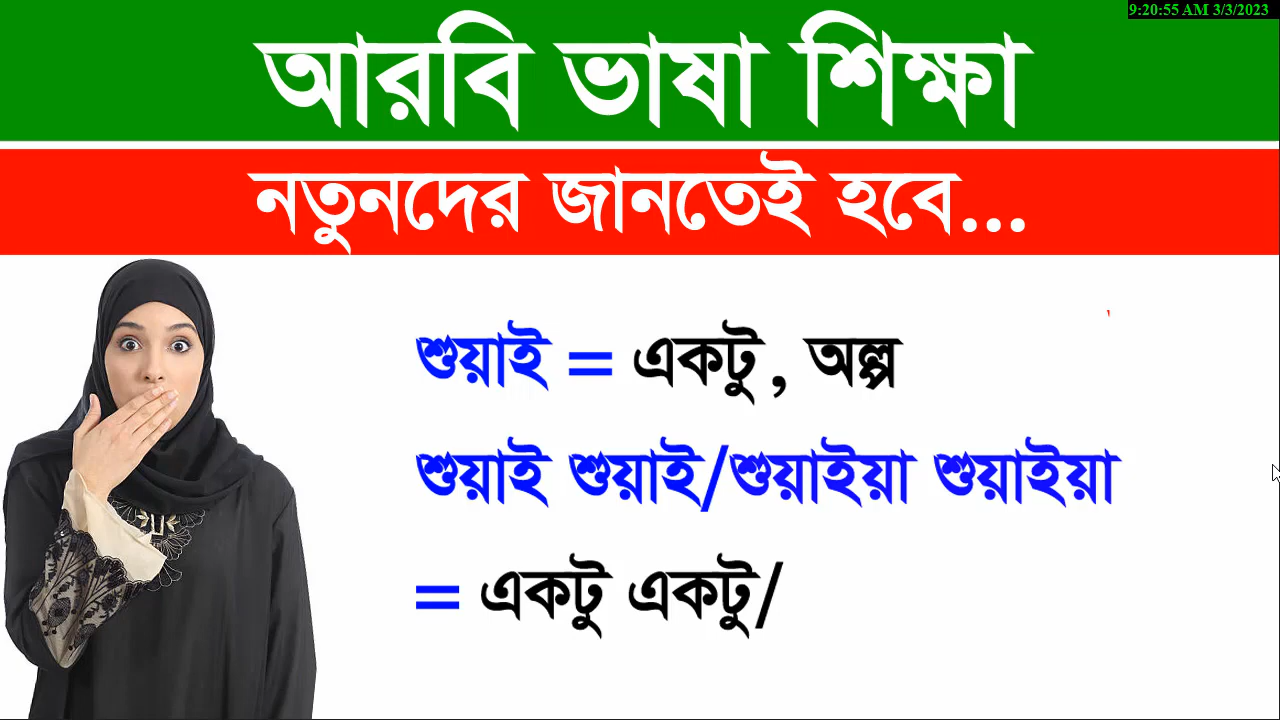 9:20:55 AM 3/3/2023
আরবি ভাষা শিক্ষা
নতুনদের জানতেই হবে...
শুয়াই = একটু, অল্প
শুয়াই শুয়াই/শুয়াইয়া শুয়াইয়া
= একটু একটু/